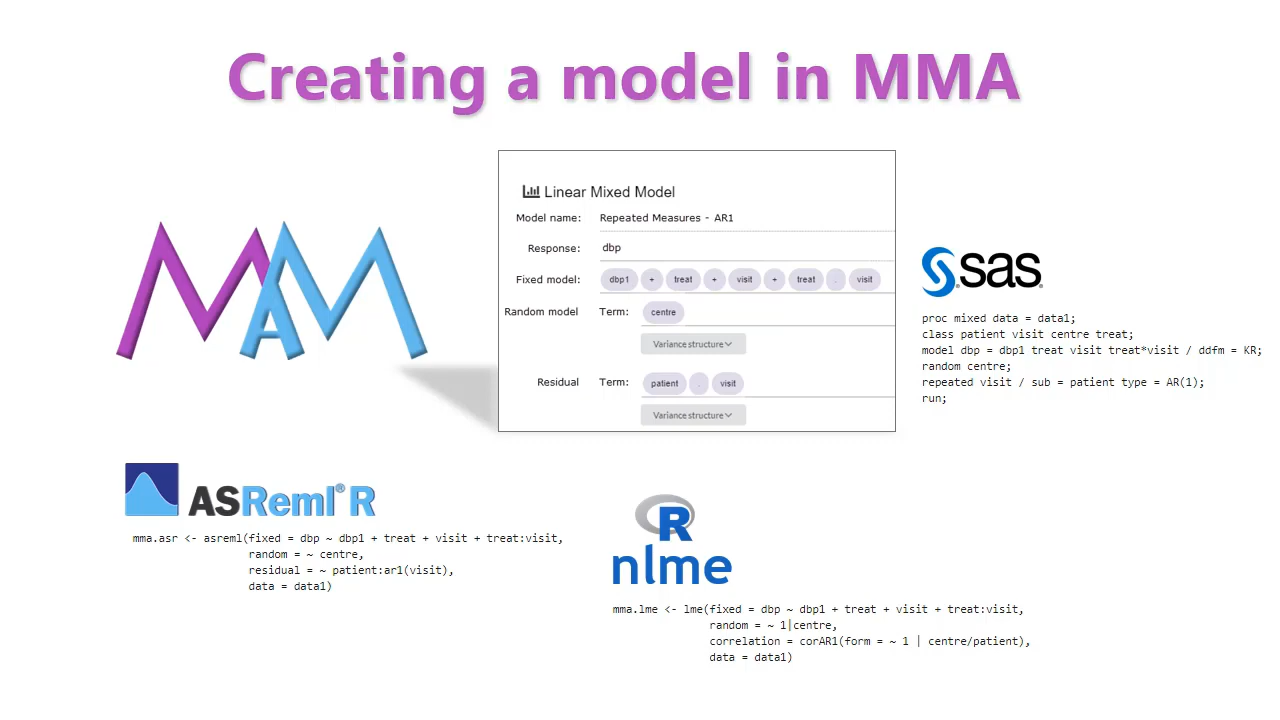 Creating a model in MMA
MMA
Linear Mixed Model
Model name: Repeated Measures - AR1
Response: dbp
Fixed model: dbp1 + treat + visit + treat . visit
Random model Term: centre
Variance structure
Residual Term: patient . visit
Variance structure
sas
proc mixed data = data1;
class patient visit centre treat;
model dbp = dbp1 treat visit treat*visit / ddfm = KR;
random centre;
repeated visit / sub = patient type = AR(1);
run;
ASReml® R
mma.asr <- asreml(fixed = dbp ~ dbp1 + treat + visit + treat:visit,
random = ~ centre,
residual = ~ patient:ar1(visit),
data = data1)
R
nlme
mma.lme <- lme(fixed = dbp ~ dbp1 + treat + visit + treat:visit,
random = ~ 1|centre,
correlation = corAR1(form = ~ 1 | centre/patient),
data = data1)